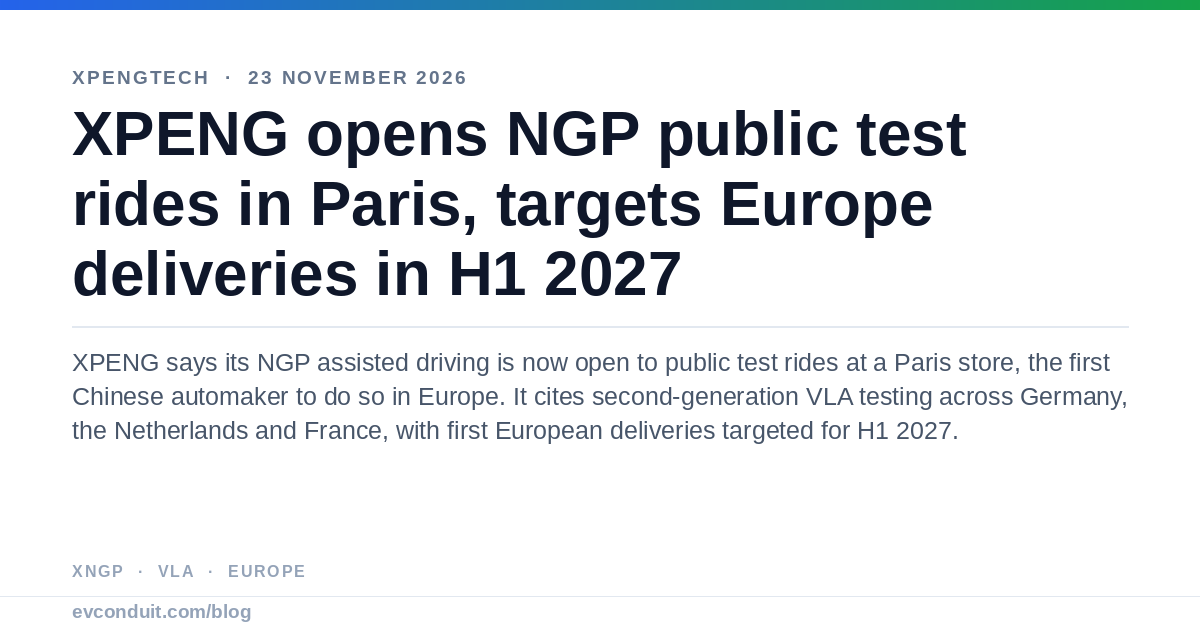 XPENGTECH · 23 NOVEMBER 2026
XPENG opens NGP public test
rides in Paris, targets Europe
deliveries in H1 2027
XPENG says its NGP assisted driving is now open to public test rides at a Paris store, the first
Chinese automaker to do so in Europe. It cites second-generation VLA testing across Germany,
the Netherlands and France, with first European deliveries targeted for H1 2027.
XNGP · VLA · EUROPE
evconduit.com/blog